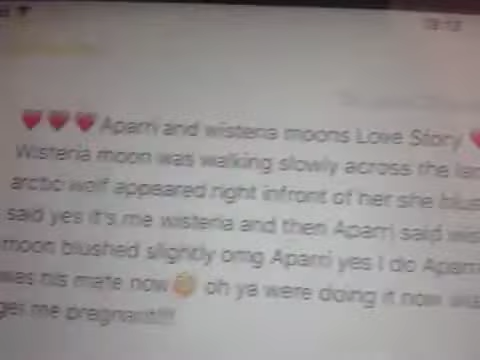 ❤❤❤Aparri and wisteria moons Love Story ❤
Wisteria moon was walking slowly across the
arctic wolf appeared right infront of her she
said yes it's me wisteria and then Aparri said
moon blushed slightly omg Aparri yes I do
was his mate now😊 oh ya were doing it now
me pregnant!!!